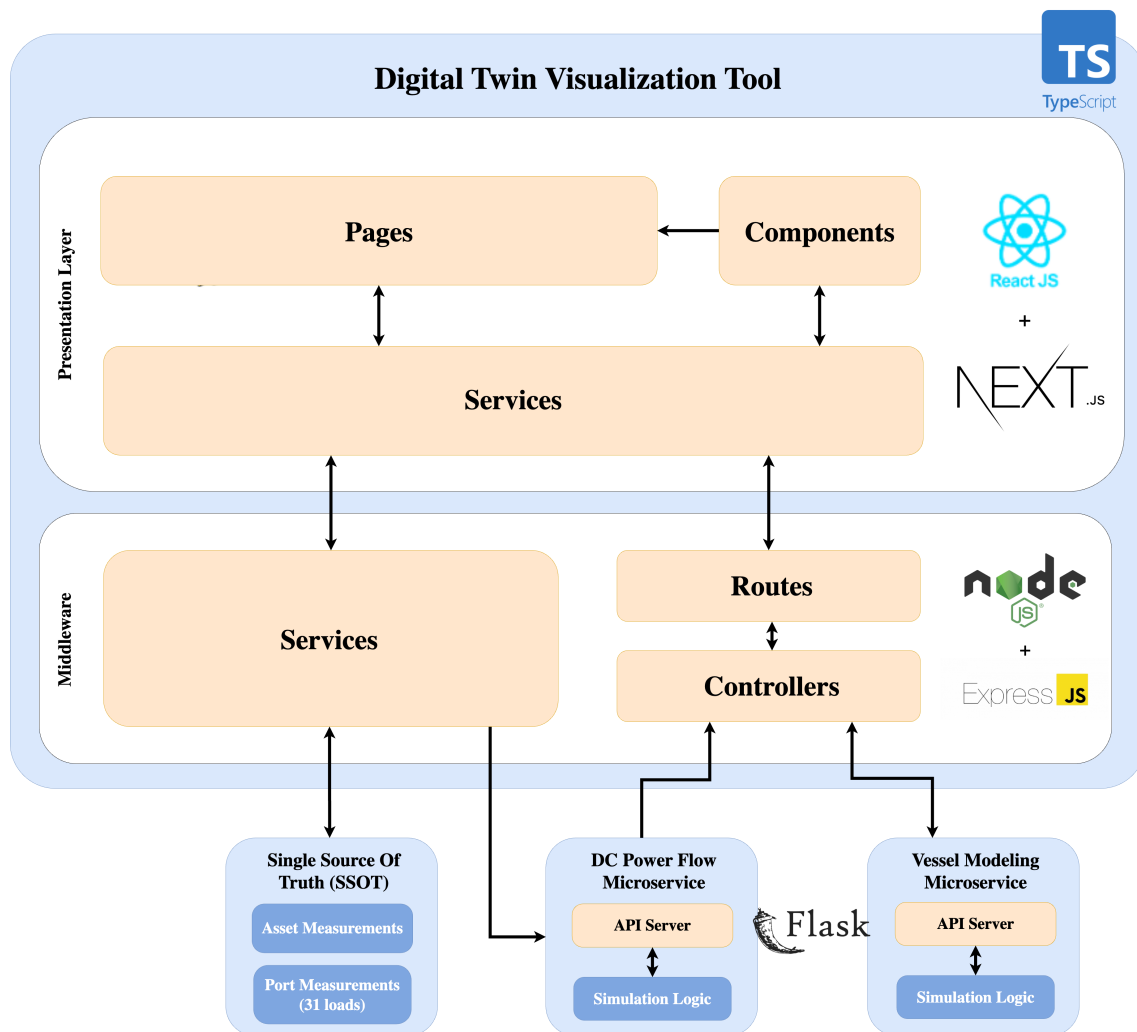 TS
TypeScript
Digital Twin Visualization Tool
Presentation Layer
Pages
Components
React JS
+
NEXT.JS
Services
Middleware
Services
Routes
Controllers
node
JS
+
Express JS
Single Source Of
Truth (SSOT)
Asset Measurements
Port Measurements
(31 loads)
DC Power Flow
Microservice
API Server
Simulation Logic
Flask
Vessel Modeling
Microservice
API Server
Simulation Logic